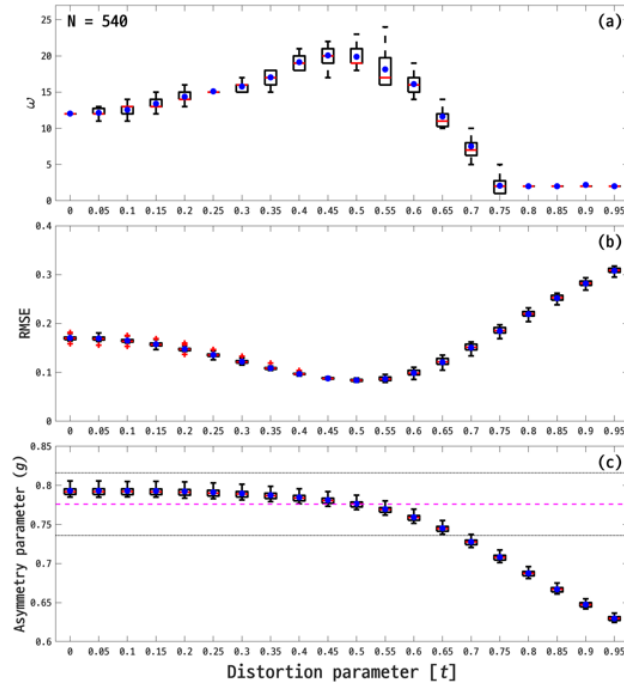 N = 540
(a)
25
20
15
10
5
0
ω
0 0.05 0.1 0.15 0.2 0.25 0.3 0.35 0.4 0.45 0.5 0.55 0.6 0.65 0.7 0.75 0.8 0.85 0.9 0.95
(b)
0.4
0.3
0.2
0.1
0
RMSE
0 0.05 0.1 0.15 0.2 0.25 0.3 0.35 0.4 0.45 0.5 0.55 0.6 0.65 0.7 0.75 0.8 0.85 0.9 0.95
(c)
0.85
0.8
0.75
0.7
0.65
0.6
Asymmetry parameter (g)
0 0.05 0.1 0.15 0.2 0.25 0.3 0.35 0.4 0.45 0.5 0.55 0.6 0.65 0.7 0.75 0.8 0.85 0.9 0.95
Distortion parameter [t]